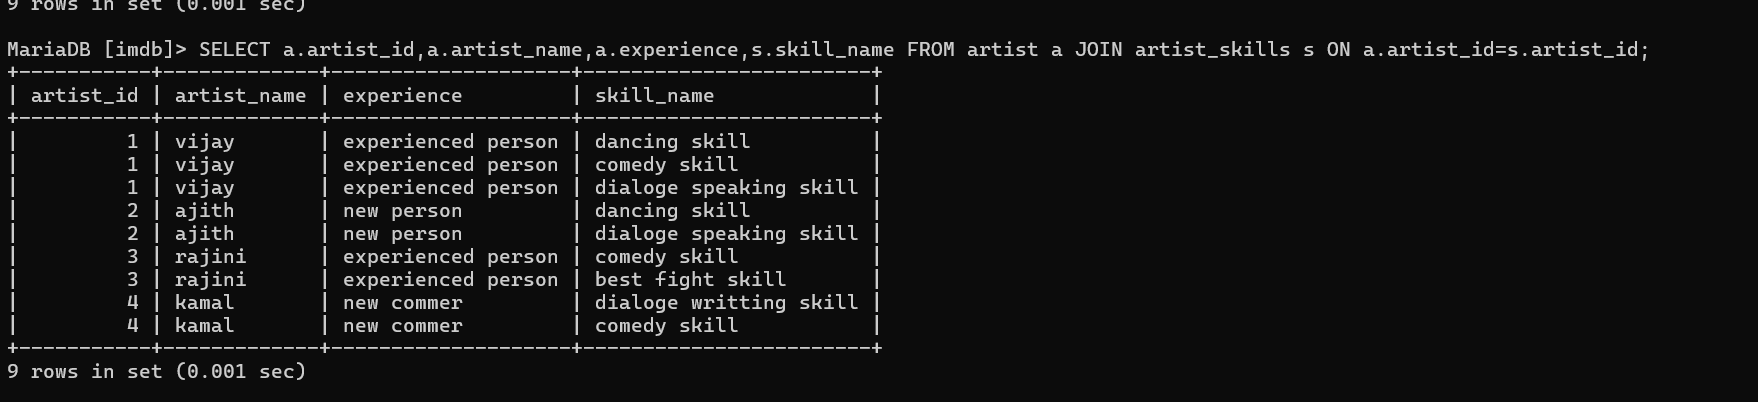 9 rows in set (0.001 sec)
MariaDB [imdb]> SELECT a.artist_id,a.artist_name,a.experience,s.skill_name FROM artist a JOIN artist_skills s ON a.artist_id=s.artist_id;
+-----------+-------------+--------------------+------------------------+
| artist_id | artist_name | experience         | skill_name             |
+-----------+-------------+--------------------+------------------------+
|         1 | vijay       | experienced person | dancing skill          |
|         1 | vijay       | experienced person | comedy skill           |
|         1 | vijay       | experienced person | dialoge speaking skill |
|         2 | ajith       | new person         | dancing skill          |
|         2 | ajith       | new person         | dialoge speaking skill |
|         3 | rajini      | experienced person | comedy skill           |
|         3 | rajini      | experienced person | best fight skill       |
|         4 | kamal       | new commer         | dialoge writting skill |
|         4 | kamal       | new commer         | comedy skill           |
+-----------+-------------+--------------------+------------------------+
9 rows in set (0.001 sec)